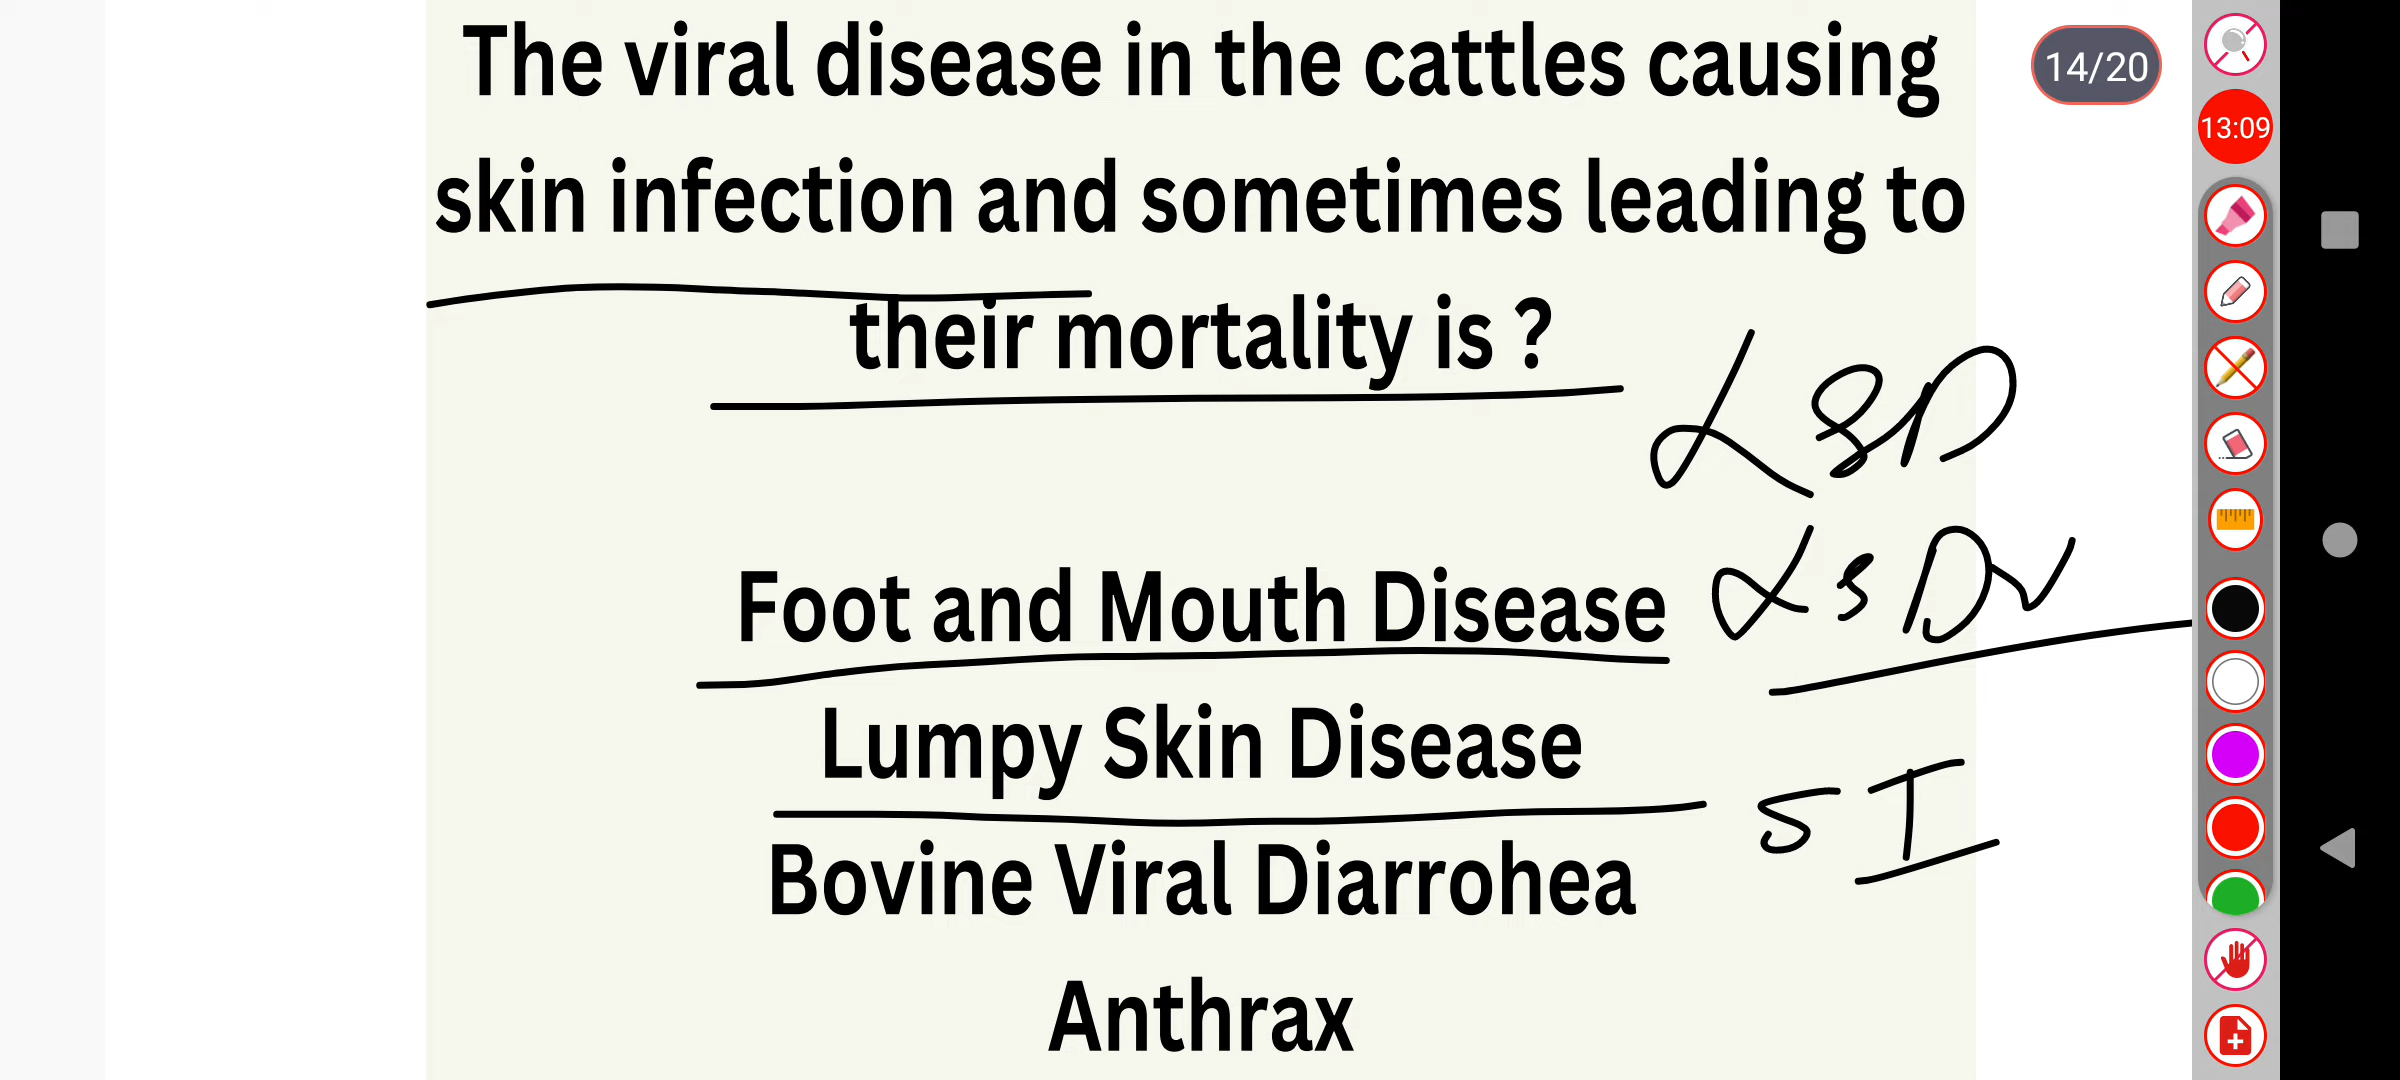 The viral disease in the cattles causing
14/20
13:09
skin infection and sometimes leading to
their mortality is ?
LSD
Foot and Mouth Disease
LSDV
Lumpy Skin Disease
SI
Bovine Viral Diarrohea
Anthrax